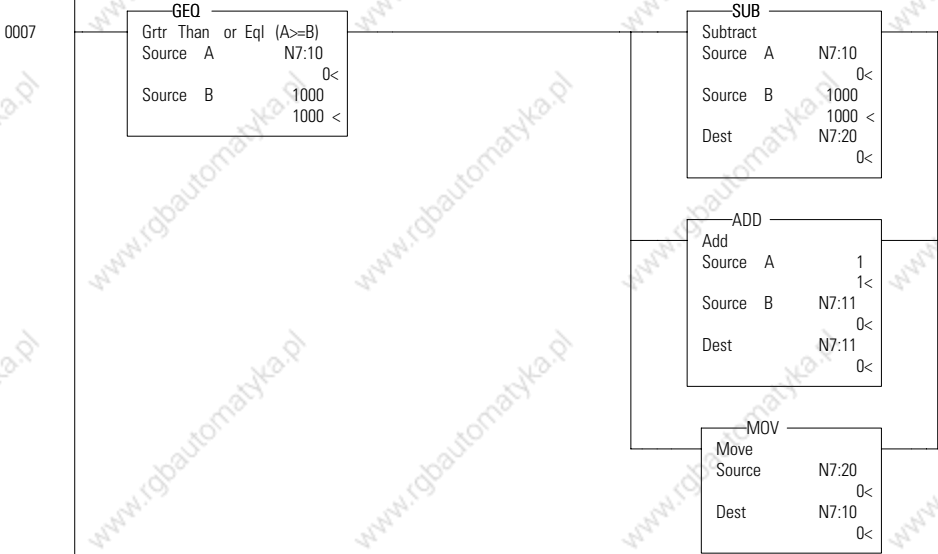 GEQ
0007
Grtr Than or Eql (A>=B)
Source A N7:10
0<
Source B 1000
1000 <
SUB
Subtract
Source A N7:10
0<
Source B 1000
1000 <
Dest N7:20
0<
ADD
Add
Source A 1
1<
Source B N7:11
0<
Dest N7:11
0<
MOV
Move
Source N7:20
0<
Dest N7:10
0<
www.rgbautomatyka.pl
www.rgbautomatyka.pl
www.rgbautomatyka.pl
www.rgbautomatyka.pl
www.rgbautomatyka.pl
www.rgbautomatyka.pl